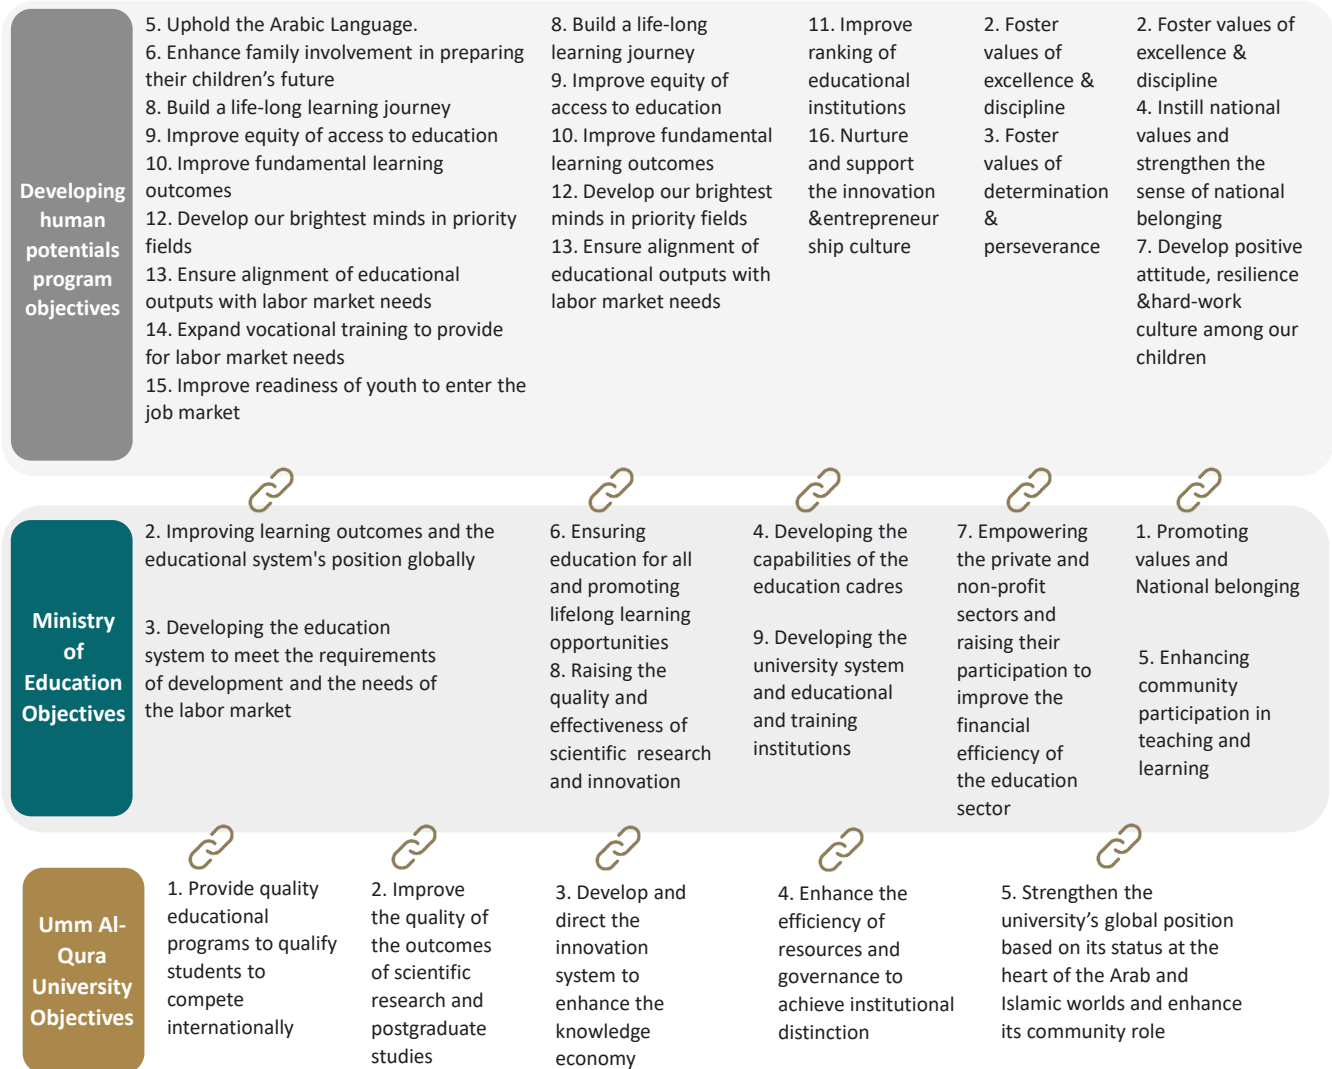 Developing
human
potentials
program
objectives
5. Uphold the Arabic Language.
6. Enhance family involvement in preparing
their children’s future
8. Build a life-long learning journey
9. Improve equity of access to education
10. Improve fundamental learning
outcomes
12. Develop our brightest minds in priority
fields
13. Ensure alignment of educational
outputs with labor market needs
14. Expand vocational training to provide
for labor market needs
15. Improve readiness of youth to enter the
job market
8. Build a life-long
learning journey
9. Improve equity of
access to education
10. Improve fundamental
learning outcomes
12. Develop our brightest
minds in priority fields
13. Ensure alignment of
educational outputs with
labor market needs
11. Improve
ranking of
educational
institutions
16. Nurture
and support
the innovation
&entrepreneur
ship culture
2. Foster
values of
excellence &
discipline
3. Foster
values of
determination
&
perseverance
2. Foster values of
excellence &
discipline
4. Instill national
values and
strengthen the
sense of national
belonging
7. Develop positive
attitude, resilience
&hard-work
culture among our
children
Ministry
of
Education
Objectives
2. Improving learning outcomes and the
educational system's position globally
3. Developing the education
system to meet the requirements
of development and the needs of
the labor market
6. Ensuring
education for all
and promoting
lifelong learning
opportunities
8. Raising the
quality and
effectiveness of
scientific research
and innovation
4. Developing the
capabilities of the
education cadres
9. Developing the
university system
and educational
and training
institutions
7. Empowering
the private and
non-profit
sectors and
raising their
participation to
improve the
financial
efficiency of
the education
sector
1. Promoting
values and
National belonging
5. Enhancing
community
participation in
teaching and
learning
Umm Al-
Qura
University
Objectives
1. Provide quality
educational
programs to qualify
students to
compete
internationally
2. Improve
the quality of
the outcomes
of scientific
research and
postgraduate
studies
3. Develop and
direct the
innovation
system to
enhance the
knowledge
economy
4. Enhance the
efficiency of
resources and
governance to
achieve institutional
distinction
5. Strengthen the
university’s global position
based on its status at the
heart of the Arab and
Islamic worlds and enhance
its community role